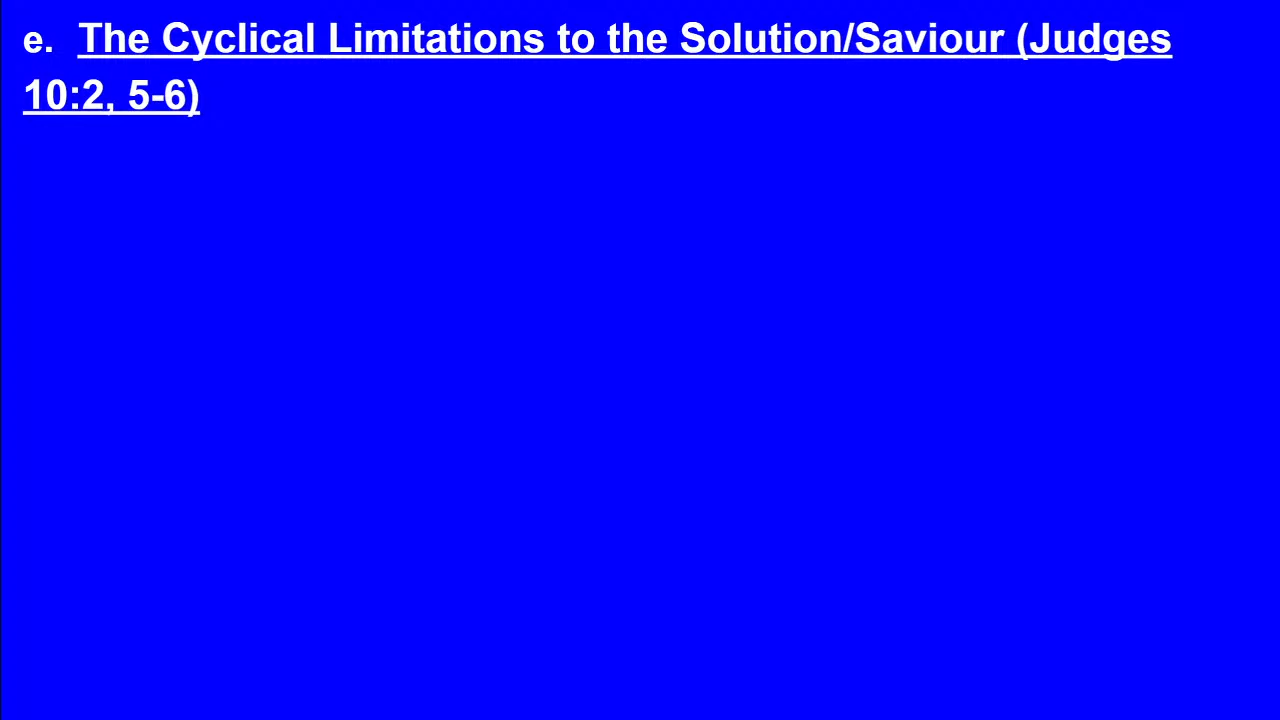 e. The Cyclical Limitations to the Solution/Saviour (Judges
10:2, 5-6)